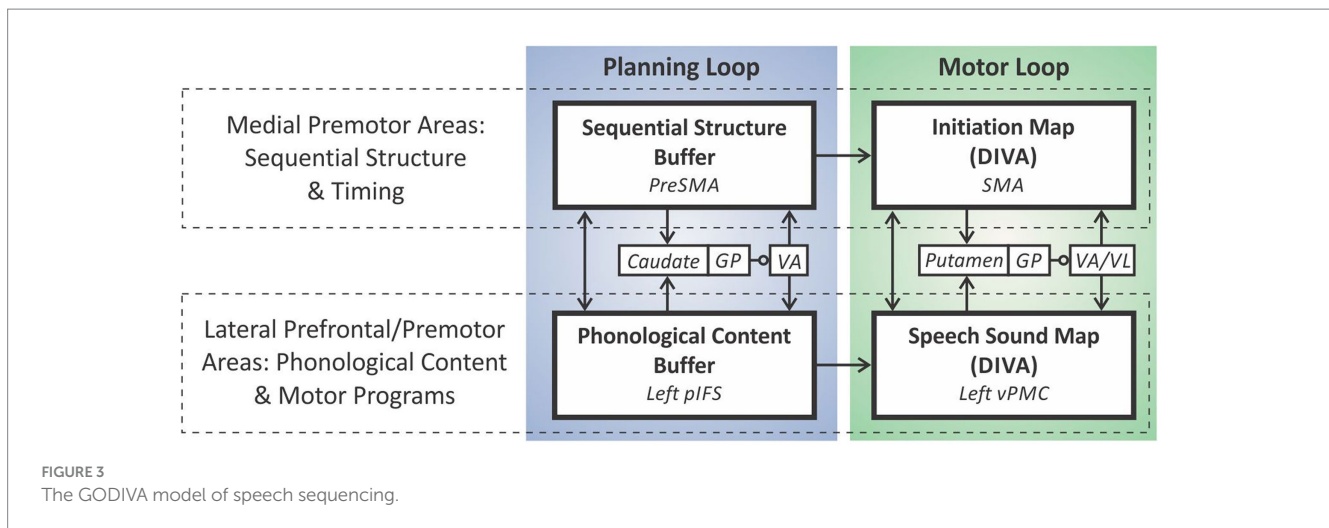 Planning Loop
Motor Loop
Medial Premotor Areas:
Sequential Structure
& Timing
Sequential Structure
Buffer
PreSMA
Initiation Map
(DIVA)
SMA
Caudate GP VA
Putamen GP VA/VL
Lateral Prefrontal/Premotor
Areas: Phonological Content
& Motor Programs
Phonological Content
Buffer
Left pIFS
Speech Sound Map
(DIVA)
Left vPMC
FIGURE 3
The GODIVA model of speech sequencing.